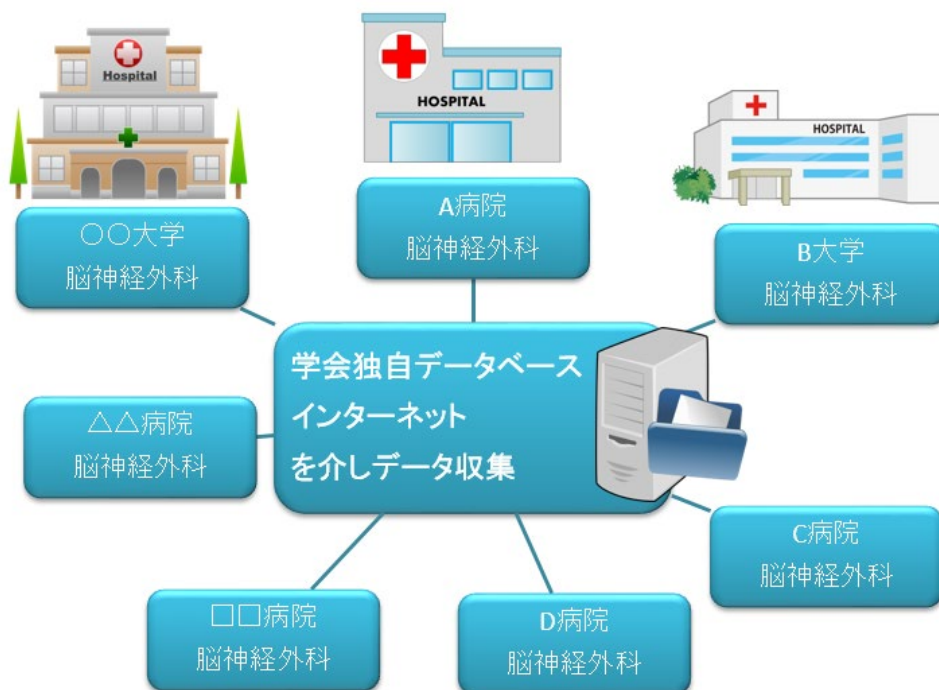 Hospital
HOSPITAL
HOSPITAL
〇〇大学
脳神経外科
A病院
脳神経外科
B大学
脳神経外科
学会独自データベース
インターネット
を介しデータ収集
△△病院
脳神経外科
C病院
脳神経外科
□□病院
脳神経外科
D病院
脳神経外科